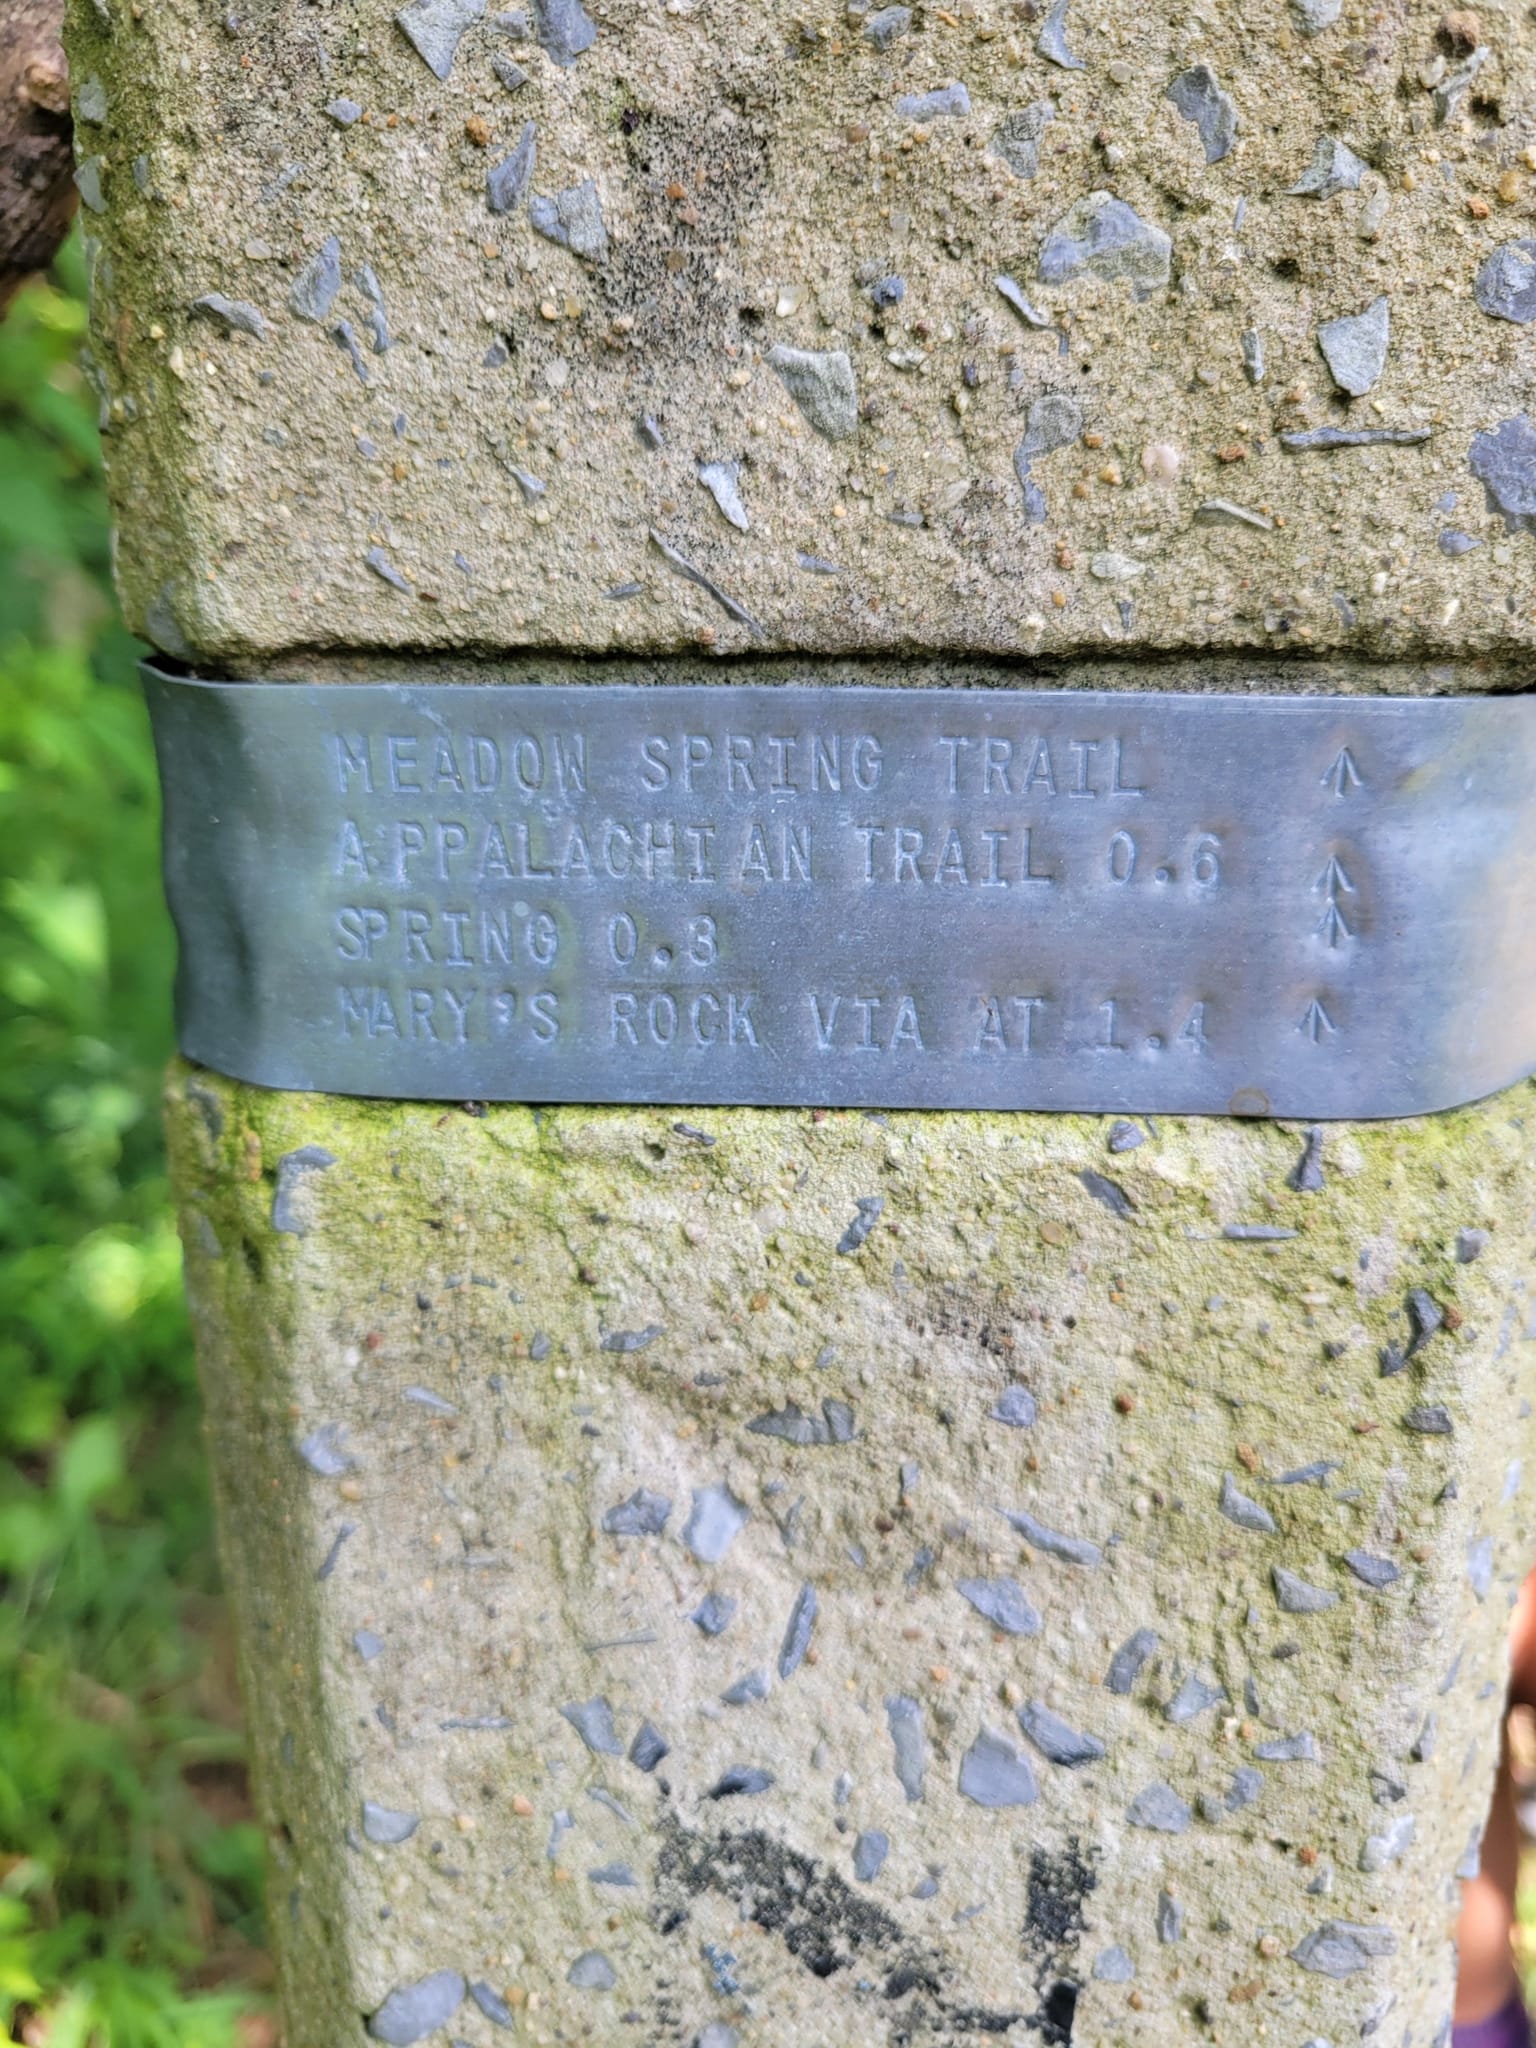 MEADOW SPRING TRAIL ↑
APPALACHIAN TRAIL 0.6 ↑
SPRING 0.3 ↑
MARY'S ROCK VIA AT 1.4 ↑